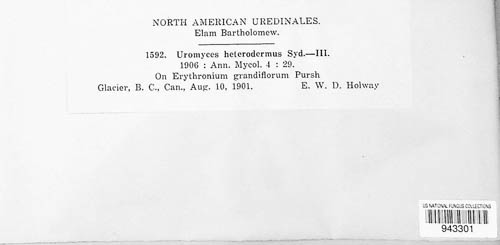 NORTH AMERICAN UREDINALES.
Elam Bartholomew.
1592. Uromyces heterodermus Syd.—III.
1906 : Ann. Mycol. 4 : 29.
On Erythronium grandiflorum Pursh
Glacier, B. C., Can., Aug. 10, 1901. E. W. D. Holway
US NATIONAL FUNGUS COLLECTIONS
943301